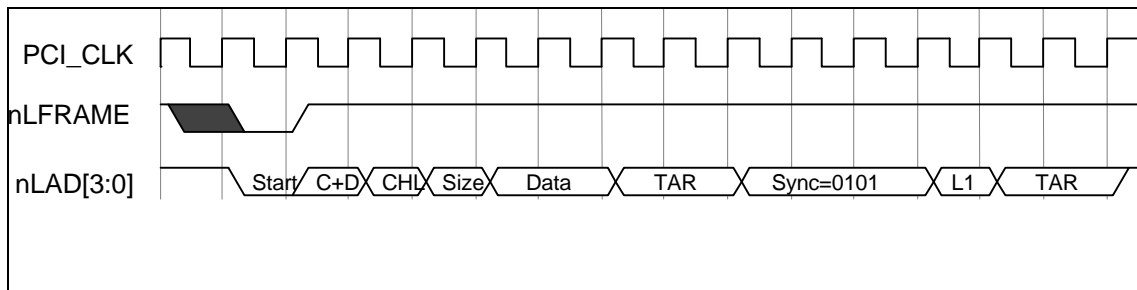 PCI_CLK
nLFRAME
nLAD[3:0] Start C+D CHL Size Data TAR Sync=0101 L1 TAR